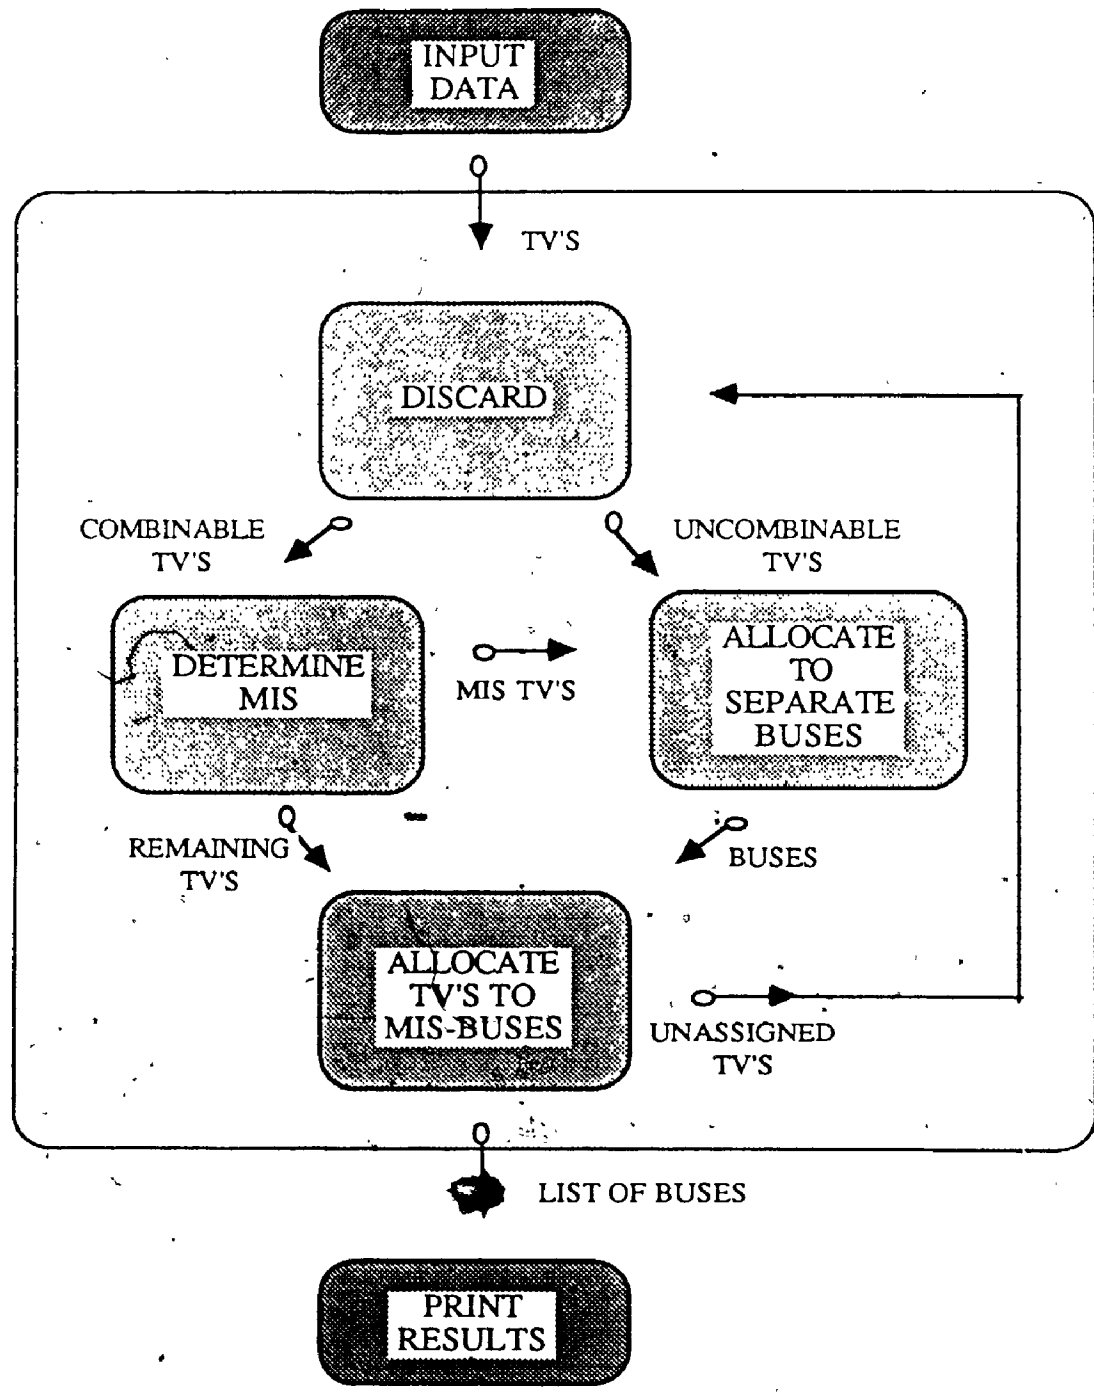 INPUT
DATA
TV'S
DISCARD
COMBINABLE
TV'S
UNCOMBINABLE
TV'S
DETERMINE
MIS
MIS TV'S
ALLOCATE
TO
SEPARATE
BUSES
REMAINING
TV'S
BUSES
ALLOCATE
TV'S TO
MIS-BUSES
UNASSIGNED
TV'S
LIST OF BUSES
PRINT
RESULTS